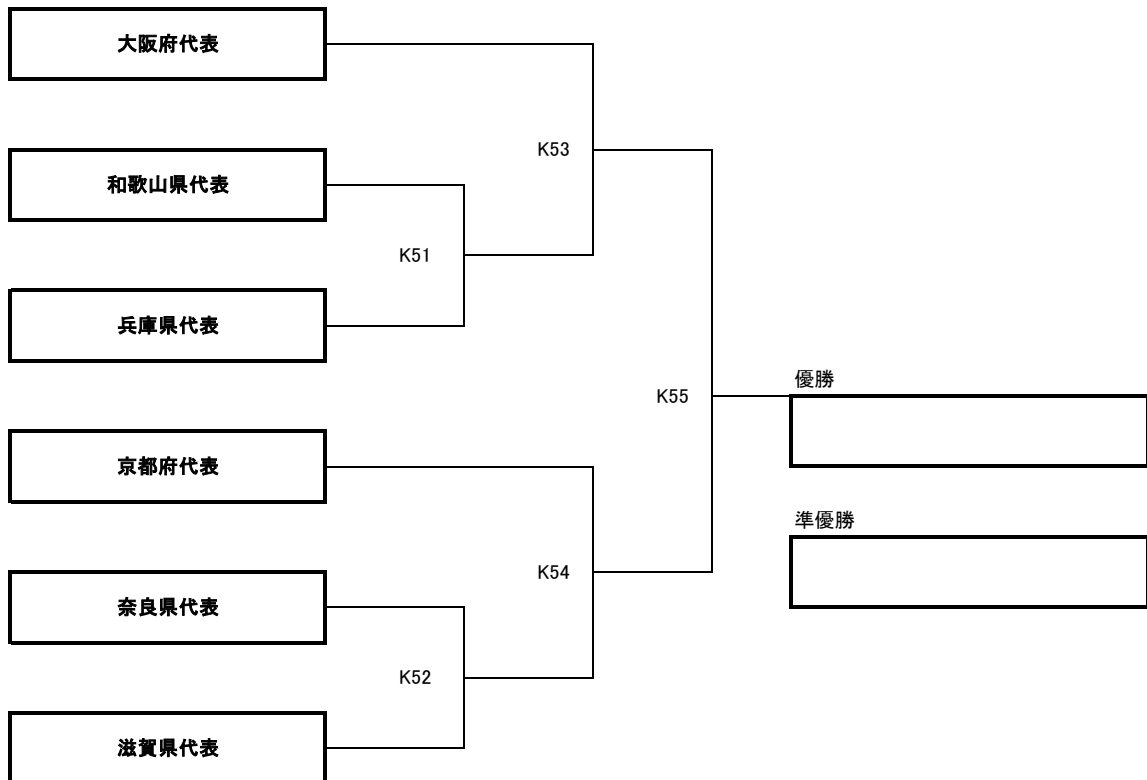 大阪府代表
K53
和歌山県代表
K51
兵庫県代表
優勝
K55
京都府代表
準優勝
K54
奈良県代表
K52
滋賀県代表